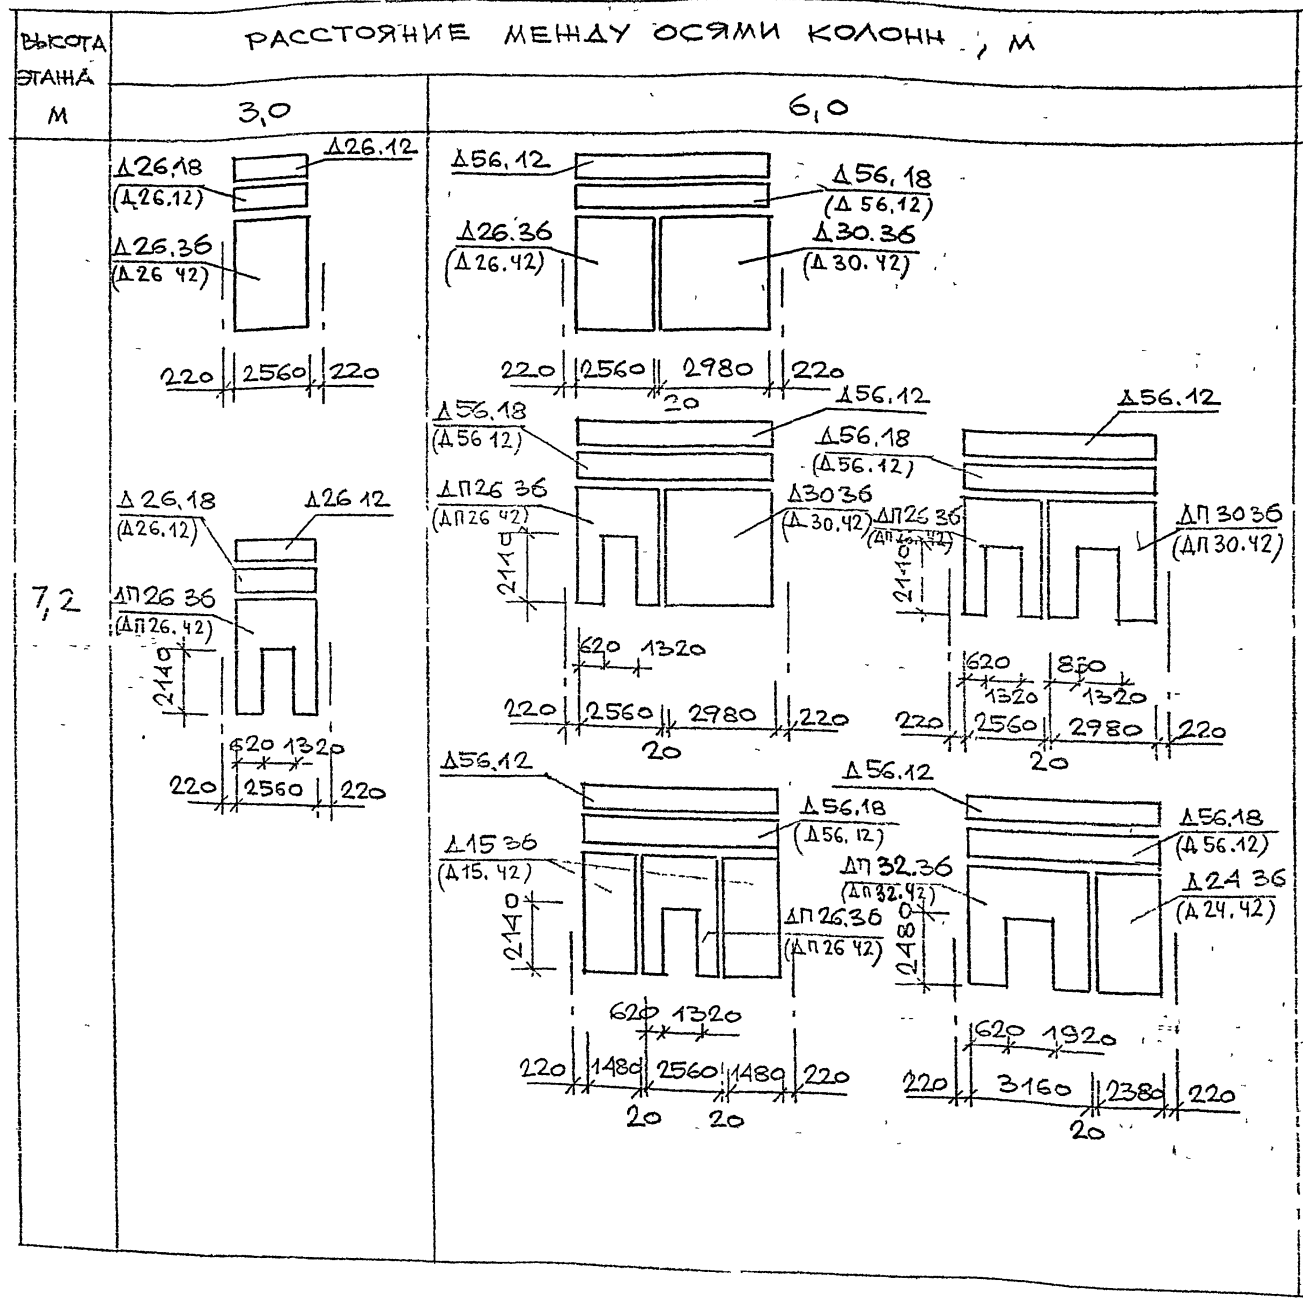 ВЫСОТА
ЭТАЖА
М
РАССТОЯНИЕ МЕЖДУ ОСЯМИ КОЛОНН, М
3,0
6,0
7,2
Д26.18
(Д.26.12)
Д26.12
Д26.36
(Д.26 42)
220 2560 220
Д26.18
(Д26.12)
Д26 12
ДП26 36
(ДП26.42)
2140
620 1320
220 2560 220
Д56.12
Д56.18
(Д 56.12)
Д26.36
(Д26.42)
Д30.36
(Д.30.42)
220 2560 2980 220
20
Д56.18
(Д56 12)
Д56.12
ДП26 36
(ДП26 42)
Д30 36
(Д.30.42)
2110
620 1320
220 2560 2980 220
20
Д56.12
Д56.18
(Д56.12)
ДП26 36
ДП30 36
(ДП30.42)
2110
620 830
1320 1320
220 2560 2980 220
20
Д56.12
Д56.18
(Д56.12)
Д15 36
(Д15.42)
ДП26.36
(ДП26 42)
2140
620 1320
220 1480 2560 1480 220
20 20
Д56.12
Д56.18
(Д56.12)
ДП32.36
(ДП32.42)
Д24 36
(Д24.42)
2480
620 1920
220 3160 2380 220
20